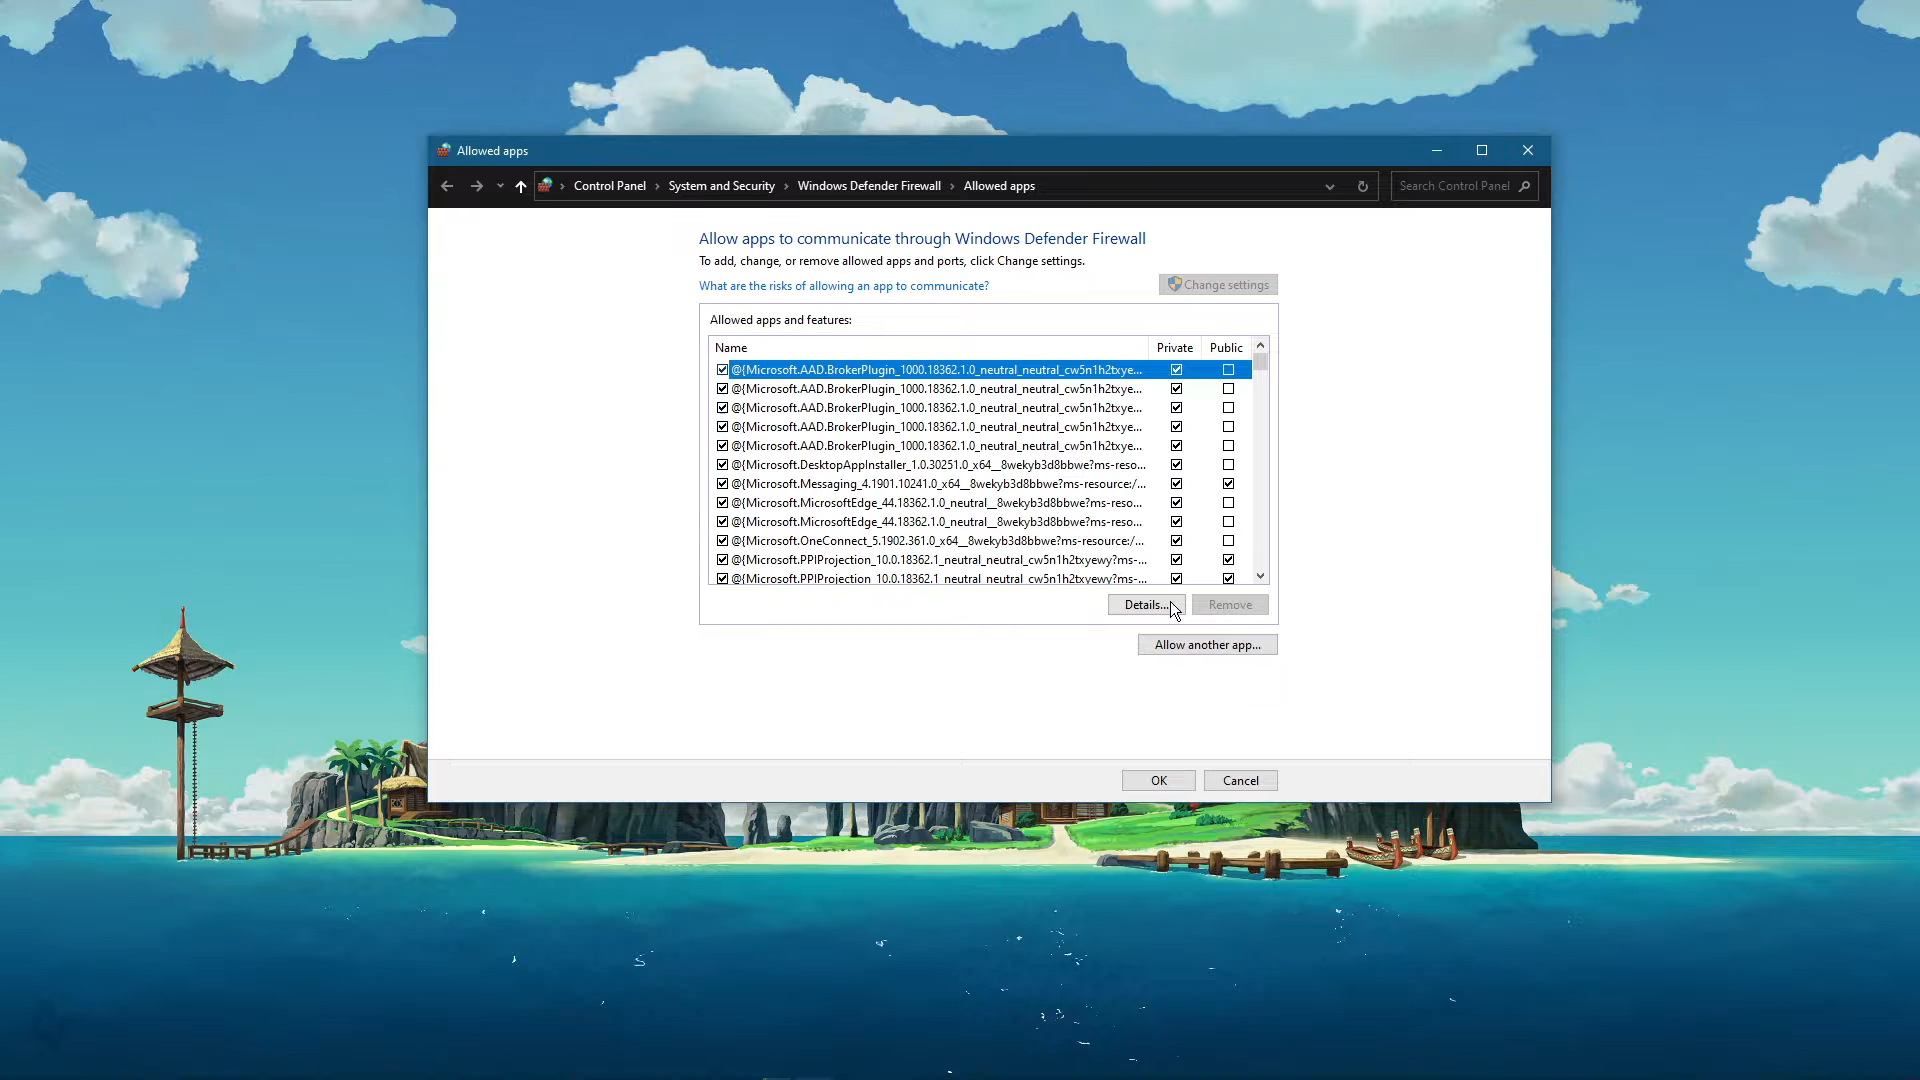 Allowed apps
Control Panel > System and Security > Windows Defender Firewall > Allowed apps
Search Control Panel
Allow apps to communicate through Windows Defender Firewall
To add, change, or remove allowed apps and ports, click Change settings.
What are the risks of allowing an app to communicate?
Change settings
Allowed apps and features:
Name Private Public
@{Microsoft.AAD.BrokerPlugin_1000.18362.1.0_neutral_neutral_cw5n1h2txye...
@{Microsoft.AAD.BrokerPlugin_1000.18362.1.0_neutral_neutral_cw5n1h2txye...
@{Microsoft.AAD.BrokerPlugin_1000.18362.1.0_neutral_neutral_cw5n1h2txye...
@{Microsoft.AAD.BrokerPlugin_1000.18362.1.0_neutral_neutral_cw5n1h2txye...
@{Microsoft.AAD.BrokerPlugin_1000.18362.1.0_neutral_neutral_cw5n1h2txye...
@{Microsoft.DesktopAppInstaller_1.0.30251.0_x64__8wekyb3d8bbwe?ms-reso...
@{Microsoft.Messaging_4.1901.10241.0_x64__8wekyb3d8bbwe?ms-resource:/...
@{Microsoft.MicrosoftEdge_44.18362.1.0_neutral__8wekyb3d8bbwe?ms-reso...
@{Microsoft.MicrosoftEdge_44.18362.1.0_neutral__8wekyb3d8bbwe?ms-reso...
@{Microsoft.OneConnect_5.1902.361.0_x64__8wekyb3d8bbwe?ms-resource:/...
@{Microsoft.PPIProjection_10.0.18362.1_neutral_neutral_cw5n1h2txyewy?ms-...
@{Microsoft.PPIProjection_10.0.18362.1_neutral_neutral_cw5n1h2txyewy?ms-...
Details... Remove
Allow another app...
OK Cancel